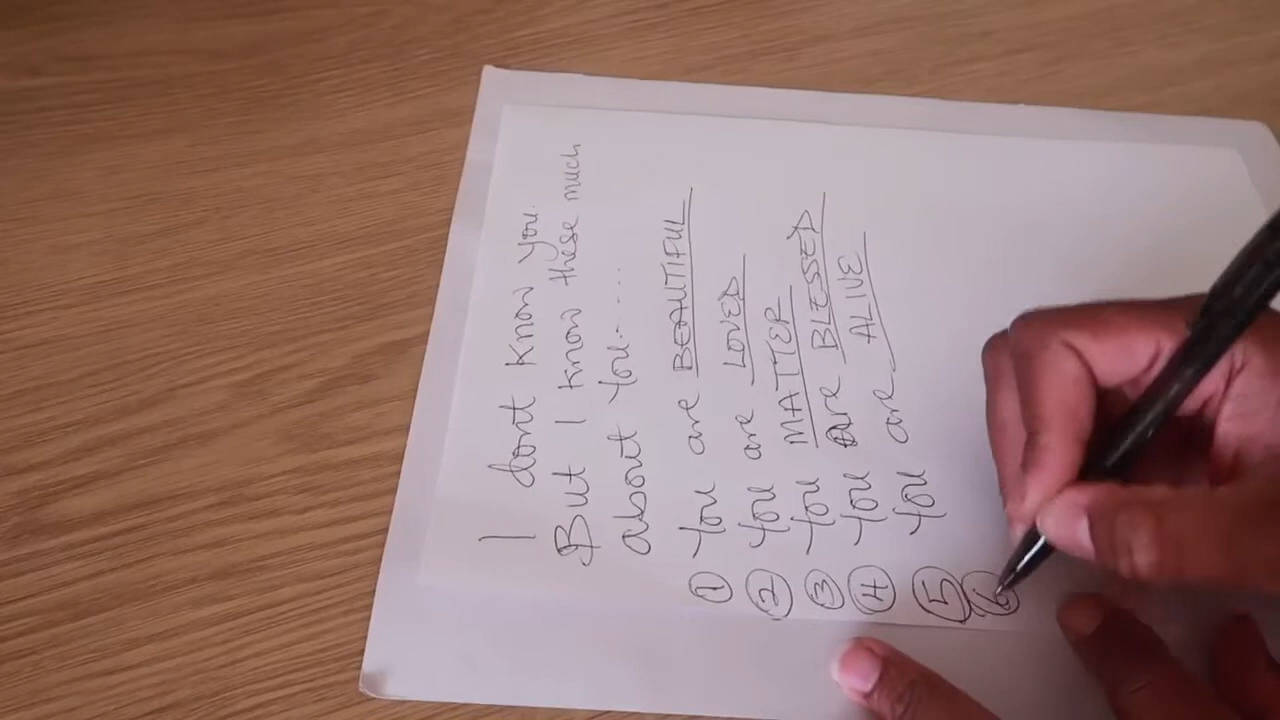 I dont know you.
But I know these much
about You......
① You are BEAUTIFUL
② You are LOVED
③ You MATTER
④ You are BLESSED
⑤ You are ALIVE
⑥